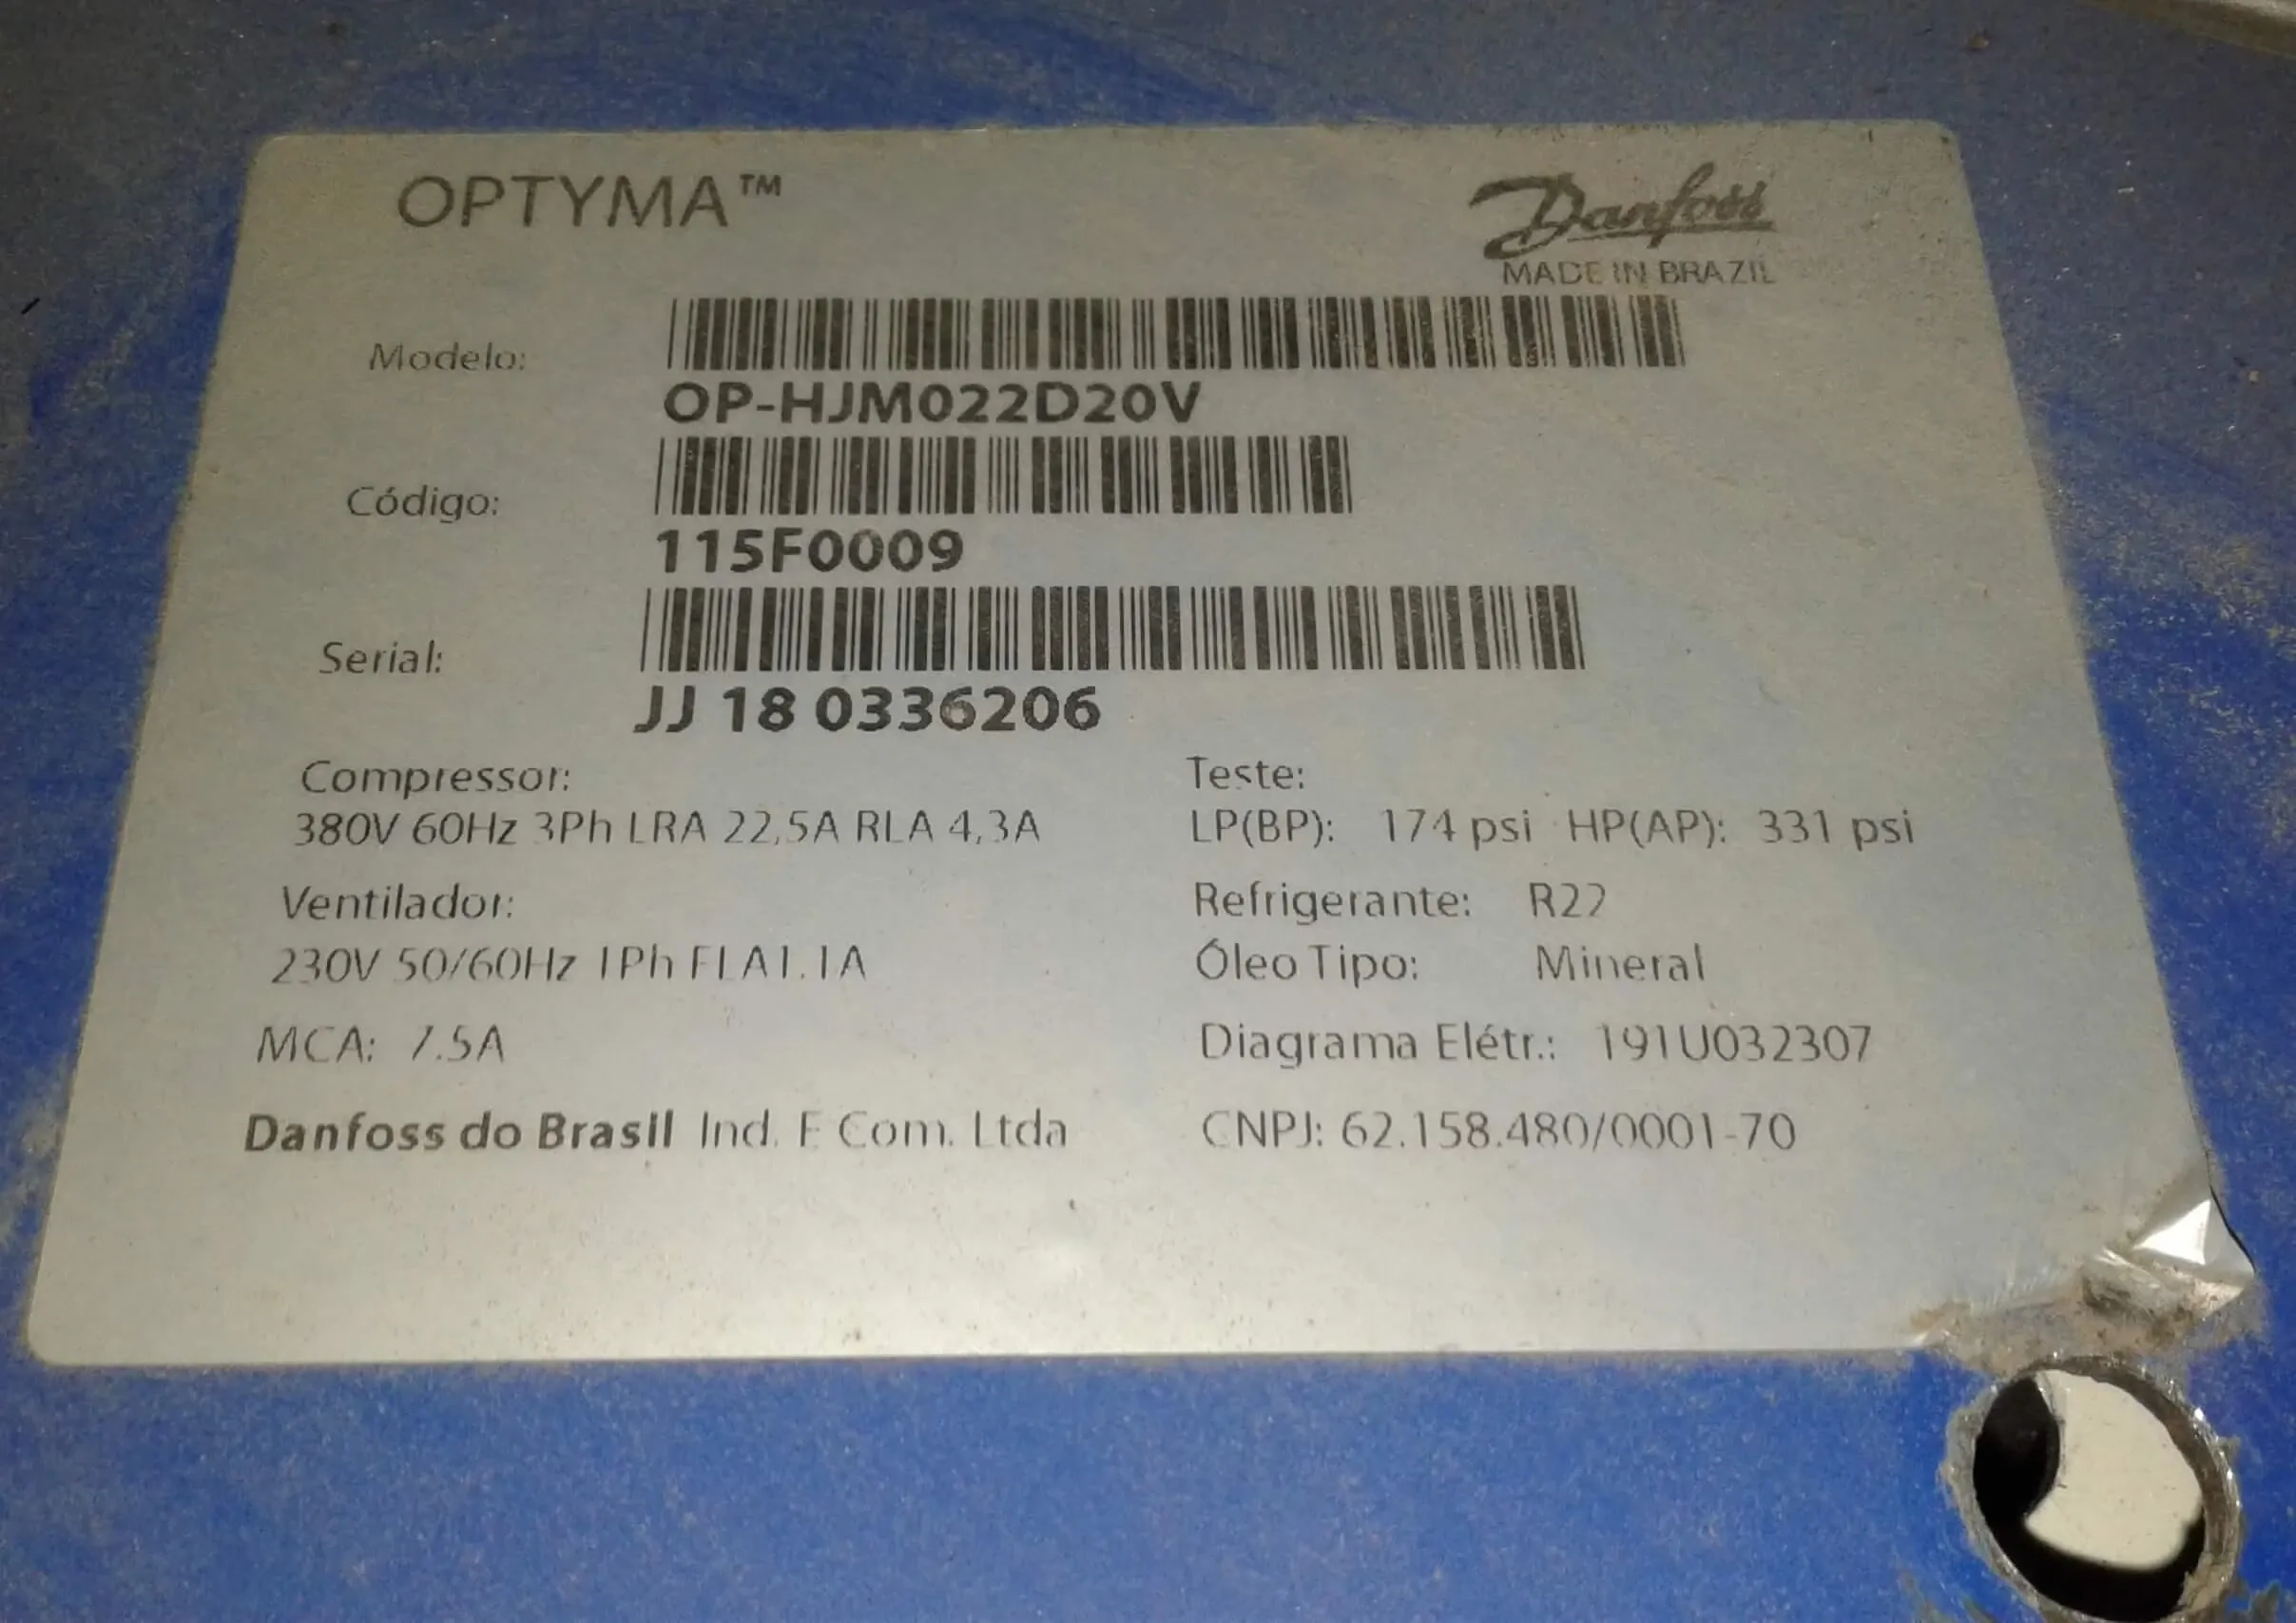 OPTYMA™
Danfoss
MADE IN BRAZIL
Modelo:
OP-HJM022D20V
Código:
115F0009
Serial:
JJ 18 0336206
Compressor:
380V 60Hz 3Ph LRA 22,5A RLA 4,3A
Ventilador:
230V 50/60Hz 1Ph FLA1.1A
MCA: 7.5A
Danfoss do Brasil Ind. E Com. Ltda
Teste:
LP(BP): 174 psi HP(AP): 331 psi
Refrigerante: R22
Óleo Tipo: Mineral
Diagrama Elétr.: 191U032307
CNPJ: 62.158.480/0001-70